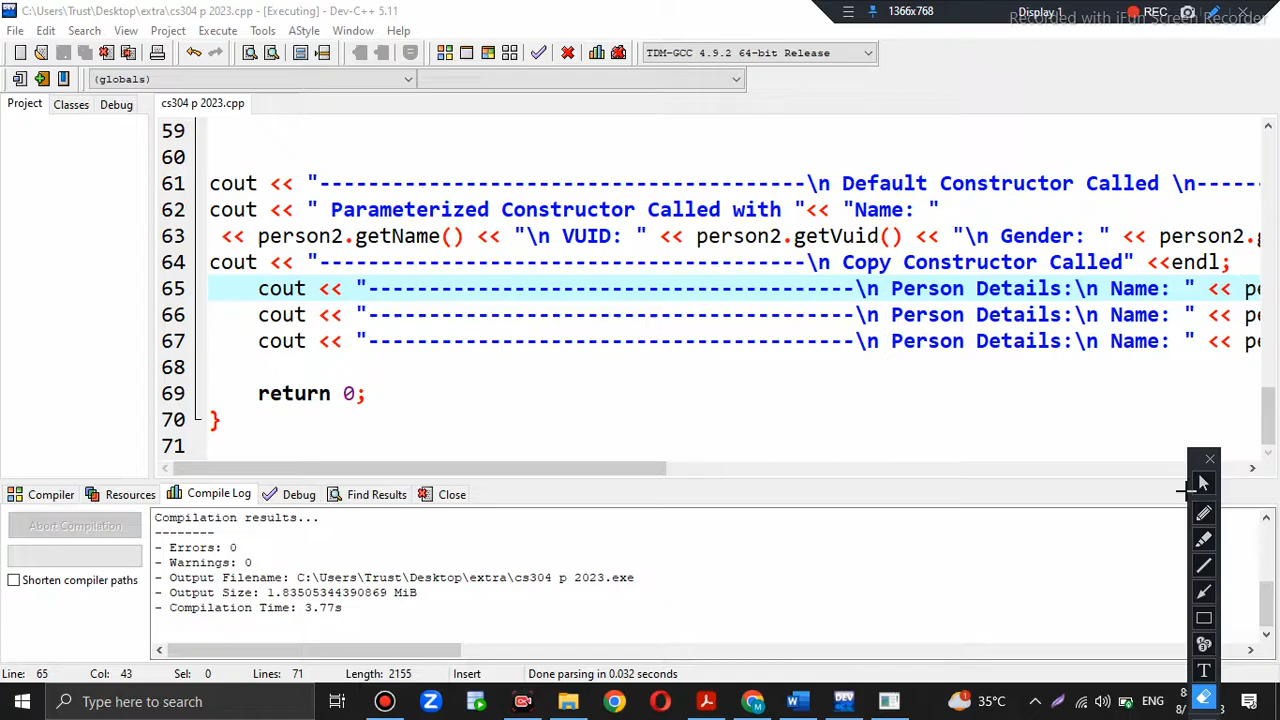 C:\Users\Trust\Desktop\extra\cs304 p 2023.cpp - [Executing] - Dev-C++ 5.11
1366x768
Display 1
REC
Recorded with iFun Screen Recorder
File Edit Search View Project Execute Tools AStyle Window Help
TDM-GCC 4.9.2 64-bit Release
(globals)
Project Classes Debug
cs304 p 2023.cpp
59
60
61 cout << "----------------------------------------\n Default Constructor Called \n-----
62 cout << " Parameterized Constructor Called with "<< "Name: "
63 << person2.getName() << "\n VUID: " << person2.getVuid() << "\n Gender: " << person2.g
64 cout << "----------------------------------------\n Copy Constructor Called" <<endl;
65 cout << "----------------------------------------\n Person Details:\n Name: " << pe
66 cout << "----------------------------------------\n Person Details:\n Name: " << pe
67 cout << "----------------------------------------\n Person Details:\n Name: " << pe
68
69 return 0;
70 }
71
Compiler Resources Compile Log Debug Find Results Close
Abort Compilation
Shorten compiler paths
Compilation results...
--------
- Errors: 0
- Warnings: 0
- Output Filename: C:\Users\Trust\Desktop\extra\cs304 p 2023.exe
- Output Size: 1.83505344390869 MiB
- Compilation Time: 3.77s
Line: 65 Col: 43 Sel: 0 Lines: 71 Length: 2155 Insert Done parsing in 0.032 seconds
Type here to search
35°C
ENG